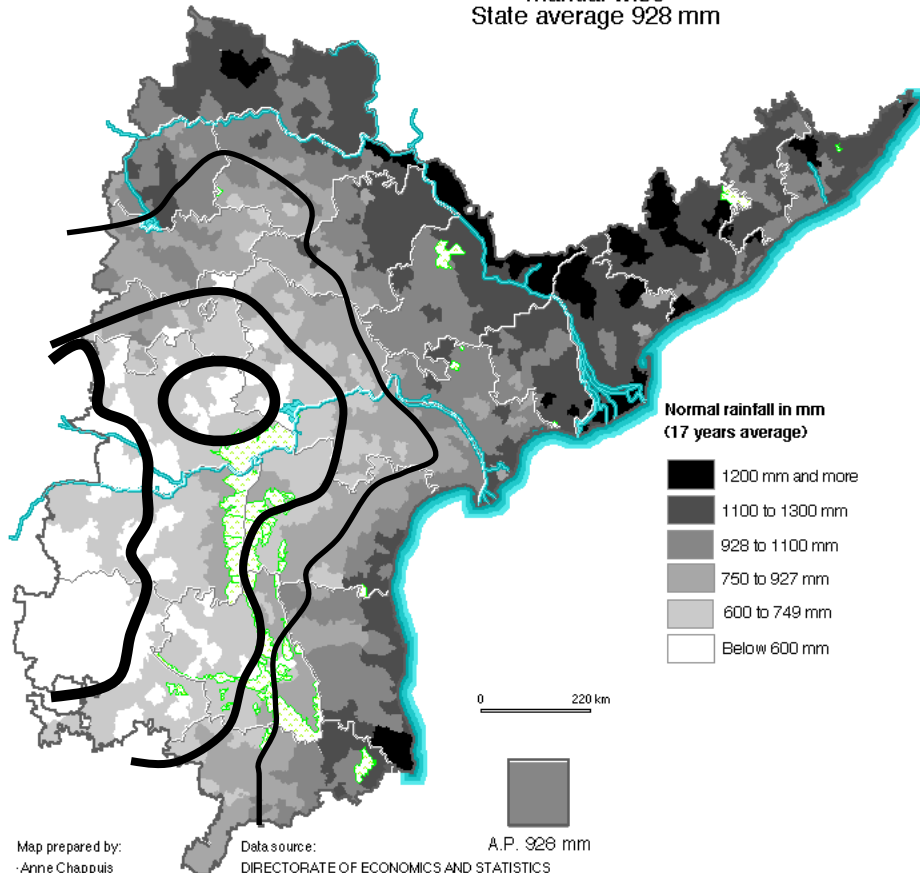 State average 928 mm
Normal rainfall in mm
(17 years average)
1200 mm and more
1100 to 1300 mm
928 to 1100 mm
750 to 927 mm
600 to 749 mm
Below 600 mm
0 220 km
A.P. 928 mm
Map prepared by:
Anne Chappuis
Data source:
DIRECTORATE OF ECONOMICS AND STATISTICS